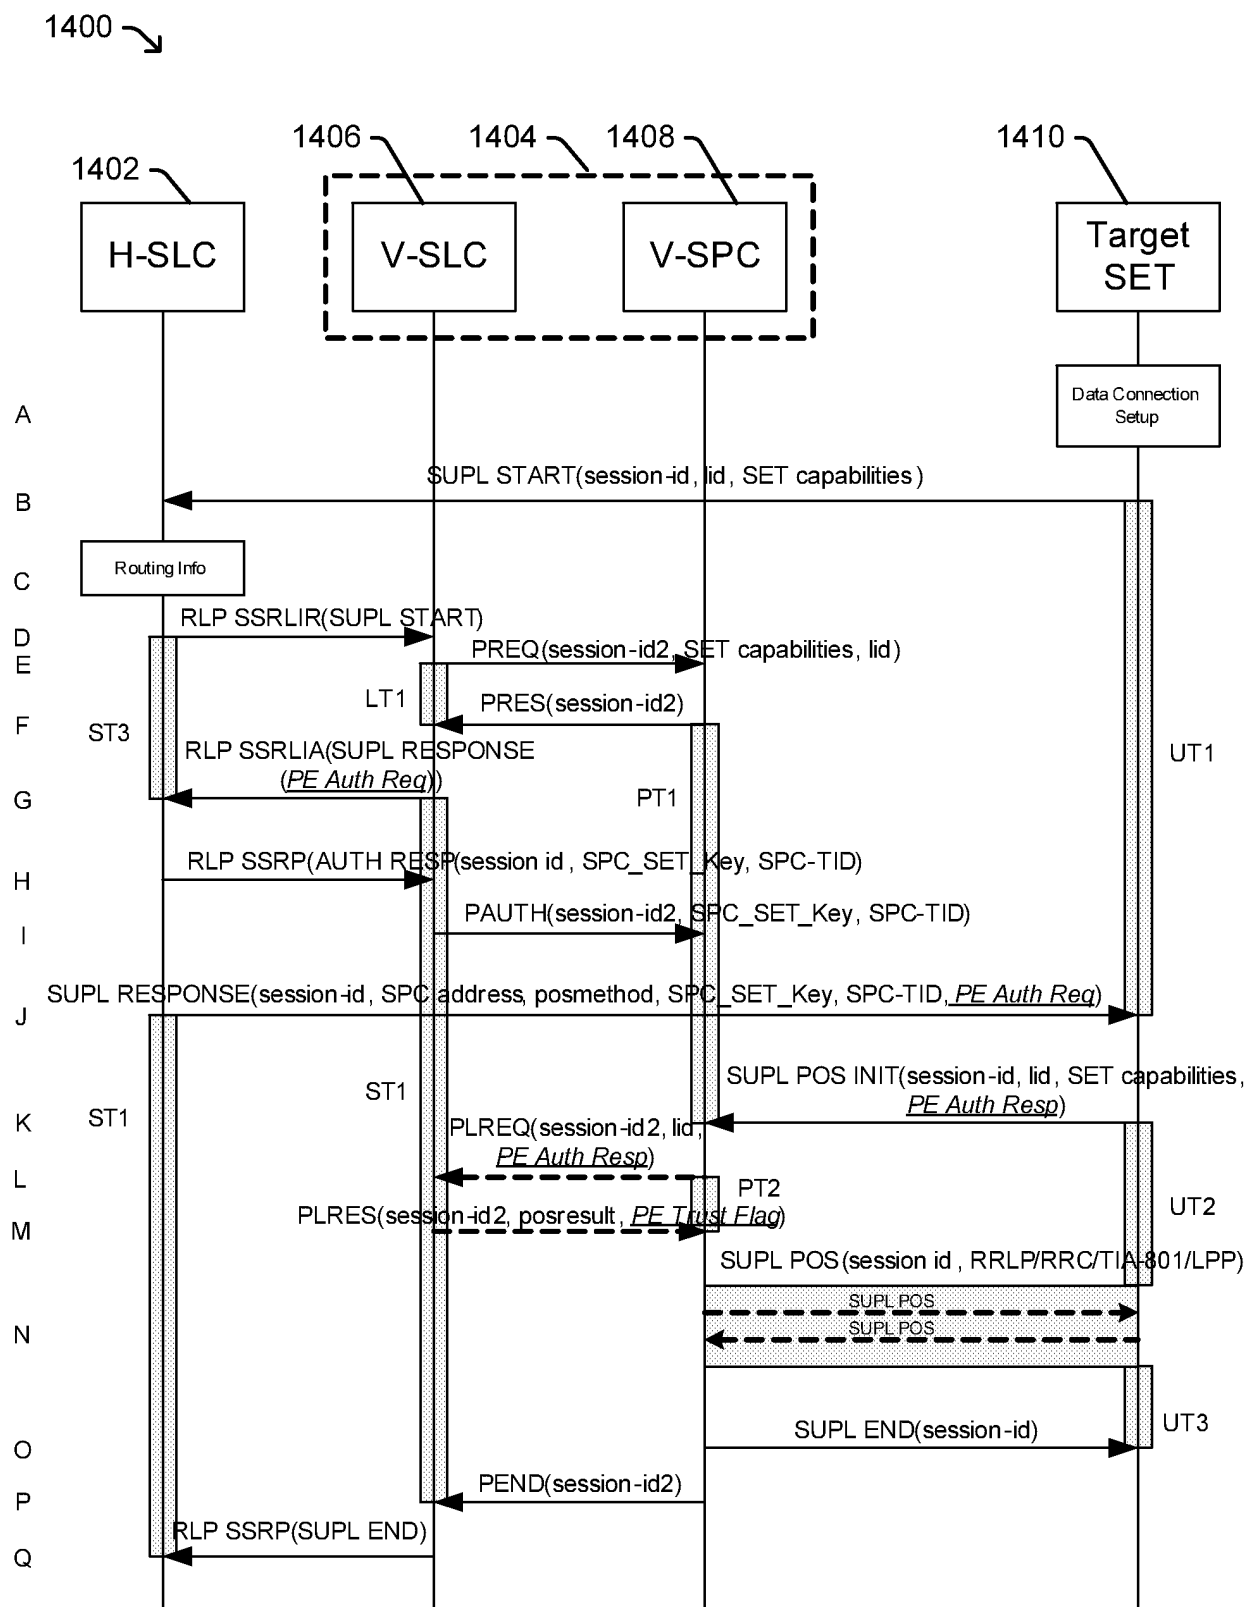 1400
1406
1404
1408
1410
1402
H-SLC
V-SLC
V-SPC
Target
SET
A
Data Connection
Setup
SUPL START(session-id, lid, SET capabilities)
B
Routing Info
C
RLP SSRLIR(SUPL START)
D
PREQ(session-id2, SET capabilities, lid)
E
LT1
PRES(session-id2)
F
ST3
RLP SSRLIA(SUPL RESPONSE
(PE Auth Req))
UT1
G
PT1
RLP SSRP(AUTH RESP(session id , SPC_SET_Key, SPC-TID)
H
PAUTH(session-id2, SPC_SET_Key, SPC-TID)
I
SUPL RESPONSE(session-id, SPC address, posmethod, SPC_SET_Key, SPC-TID, PE Auth Req)
J
SUPL POS INIT(session-id, lid, SET capabilities,
PE Auth Resp)
ST1
ST1
K
PLREQ(session-id2, lid,
PE Auth Resp)
L
PT2
PLRES(session-id2, posresult, PE Trust Flag)
UT2
M
SUPL POS(session id , RRLP/RRC/TIA-801/LPP)
SUPL POS
N
SUPL POS
UT3
SUPL END(session-id)
O
PEND(session-id2)
P
RLP SSRP(SUPL END)
Q